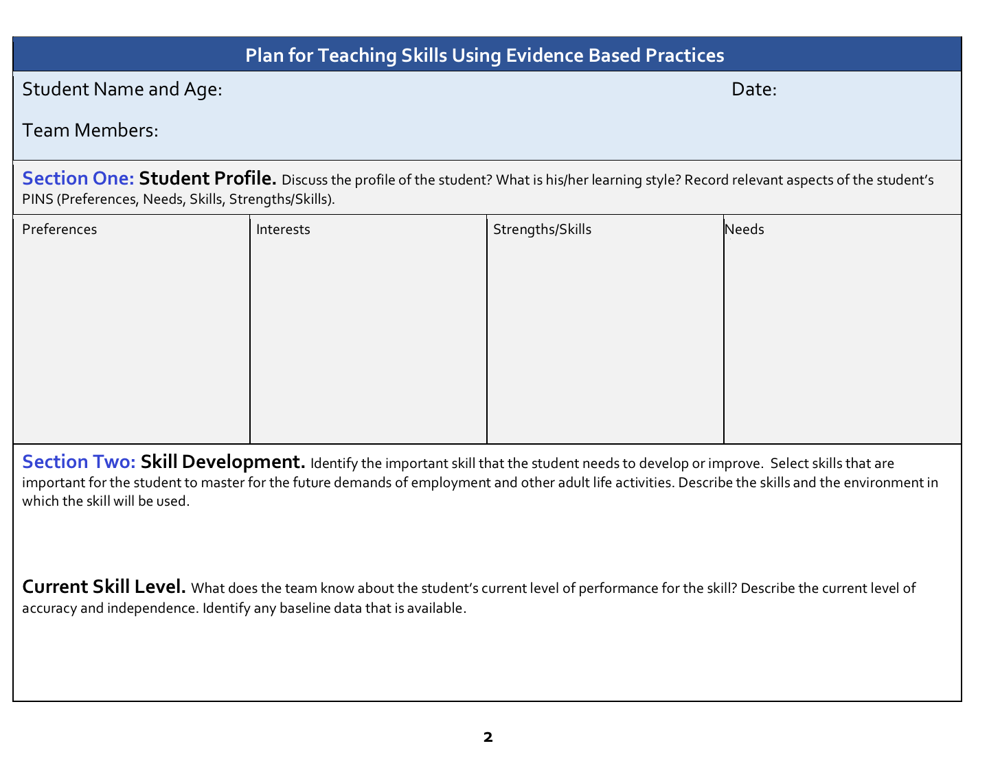 Plan for Teaching Skills Using Evidence Based Practices
Student Name and Age: Date:
Team Members:
Section One: Student Profile. Discuss the profile of the student? What is his/her learning style? Record relevant aspects of the student’s
PINS (Preferences, Needs, Skills, Strengths/Skills).
Preferences Interests Strengths/Skills Needs
Section Two: Skill Development. Identify the important skill that the student needs to develop or improve.  Select skills that are
important for the student to master for the future demands of employment and other adult life activities. Describe the skills and the environment in
which the skill will be used.
Current Skill Level. What does the team know about the student’s current level of performance for the skill? Describe the current level of
accuracy and independence. Identify any baseline data that is available.
2